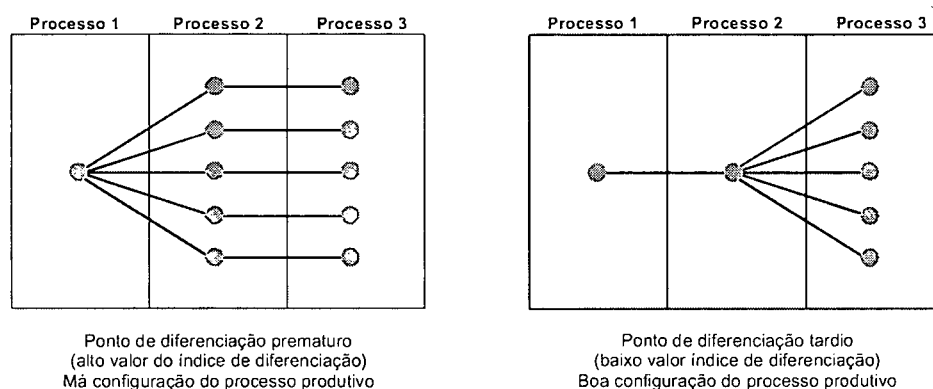 Processo 1 Processo 2 Processo 3
Ponto de diferenciação prematuro
(alto valor do índice de diferenciação)
Má configuração do processo produtivo
Processo 1 Processo 2 Processo 3
Ponto de diferenciação tardio
(baixo valor índice de diferenciação)
Boa configuração do processo produtivo